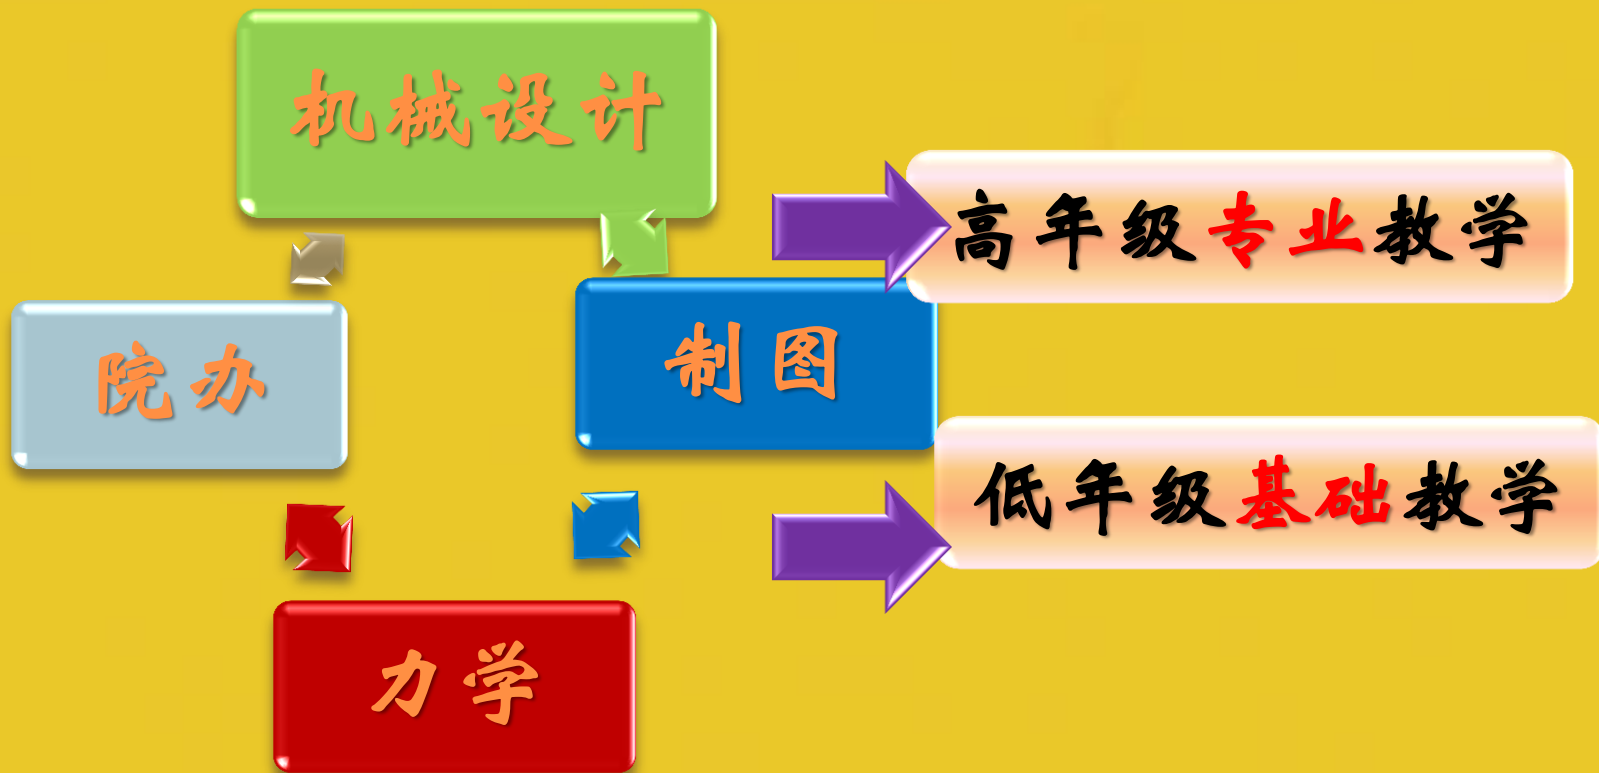 机械设计
高年级专业教学
院办
制图
低年级基础教学
力学